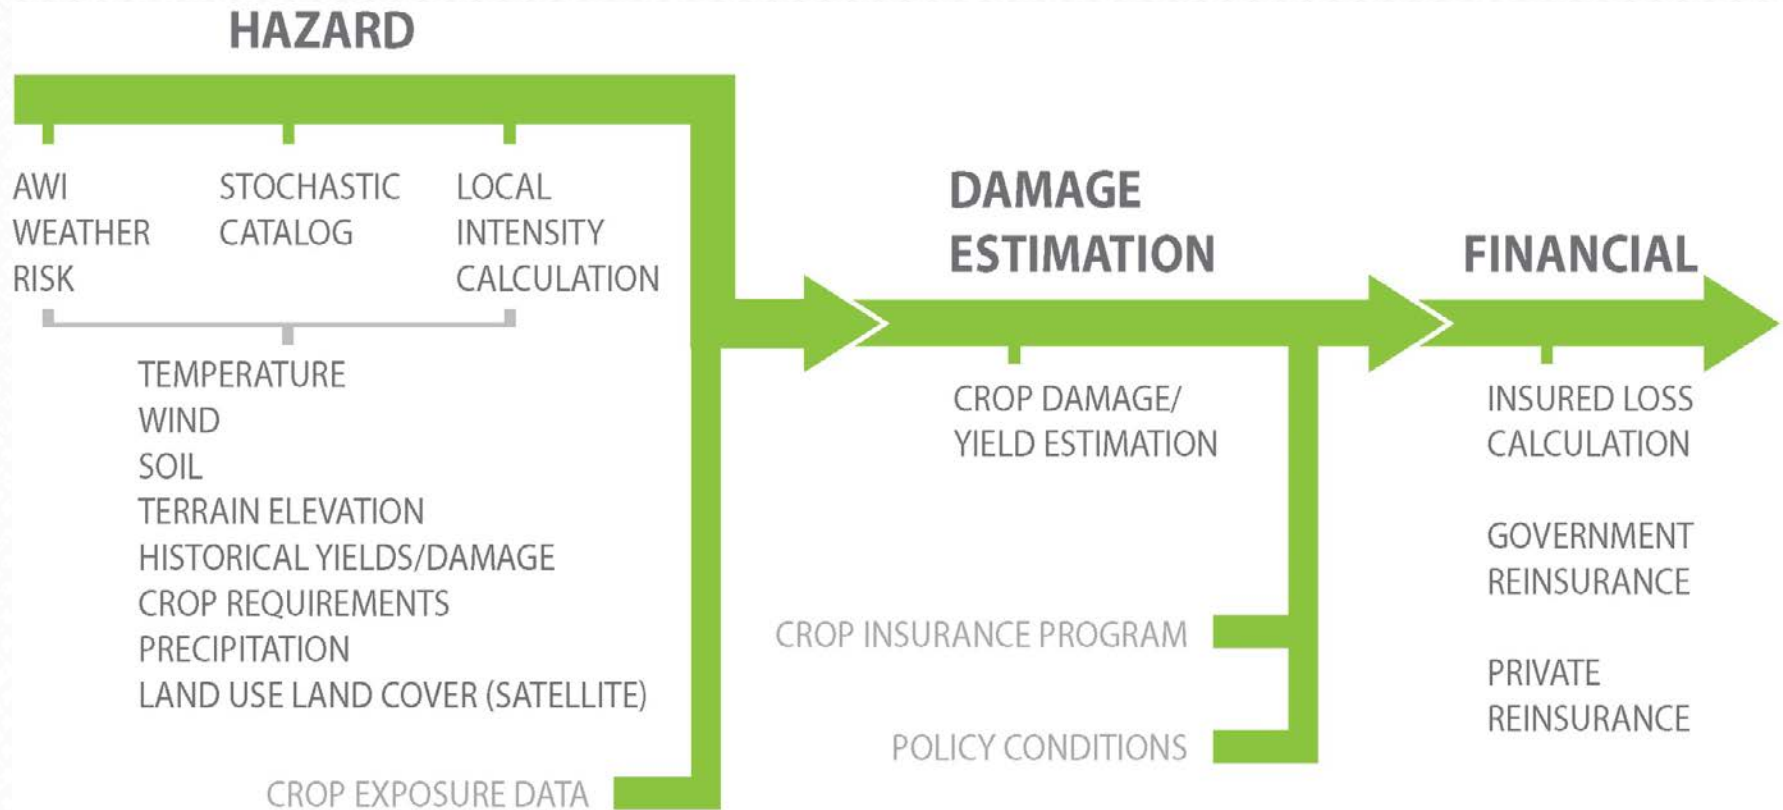 HAZARD
AWI
WEATHER
RISK
STOCHASTIC
CATALOG
LOCAL
INTENSITY
CALCULATION
TEMPERATURE
WIND
SOIL
TERRAIN ELEVATION
HISTORICAL YIELDS/DAMAGE
CROP REQUIREMENTS
PRECIPITATION
LAND USE LAND COVER (SATELLITE)
CROP EXPOSURE DATA
DAMAGE
ESTIMATION
CROP DAMAGE/
YIELD ESTIMATION
CROP INSURANCE PROGRAM
POLICY CONDITIONS
FINANCIAL
INSURED LOSS
CALCULATION
GOVERNMENT
REINSURANCE
PRIVATE
REINSURANCE